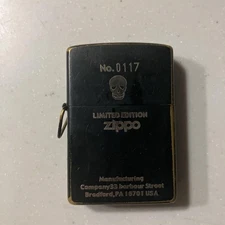 No.0117
LIMITED EDITION
zippo
Manufacturing
Company33 barbour Street
Bradford,PA 16701 USA